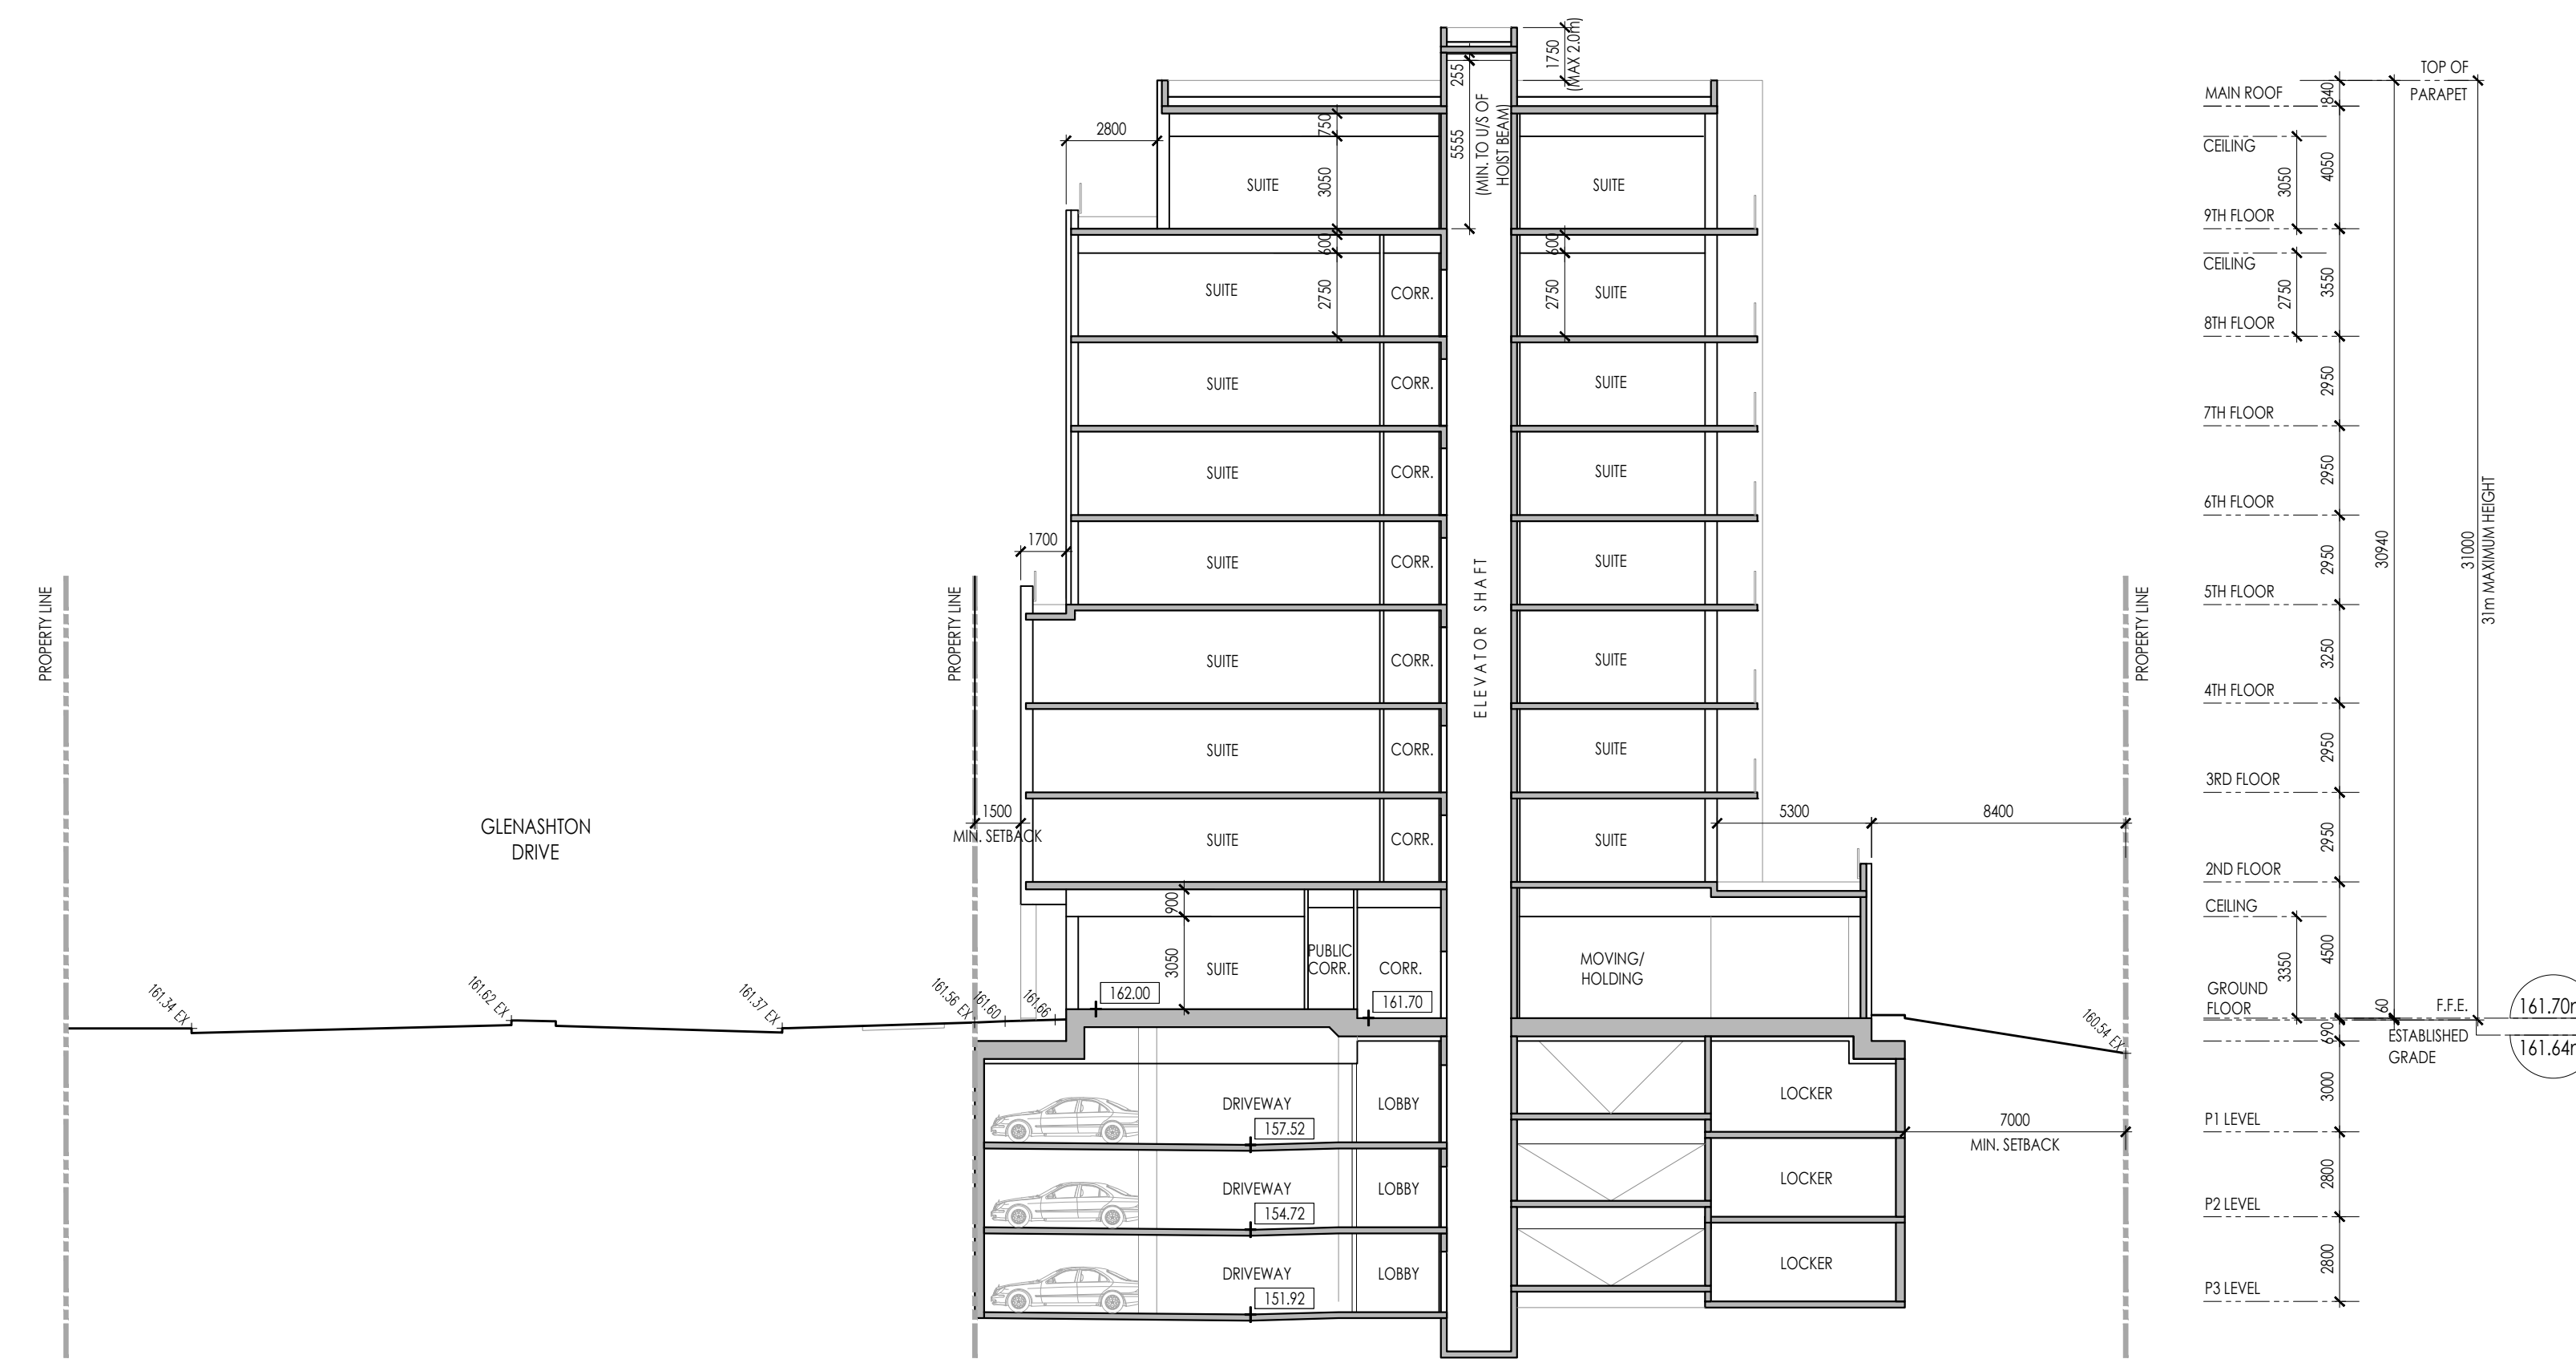 1750
(MAX 2.0m)
255
5555
(MIN. TO U/S OF
HOIST BEAM)
2800
750
3050
SUITE
SUITE
600
2750
SUITE
CORR.
600
2750
SUITE
SUITE
CORR.
SUITE
SUITE
CORR.
SUITE
1700
SUITE
CORR.
SUITE
ELEVATOR SHAFT
SUITE
CORR.
SUITE
SUITE
CORR.
SUITE
SUITE
CORR.
SUITE
PROPERTY LINE
PROPERTY LINE
PROPERTY LINE
GLENASHTON
DRIVE
1500
MIN. SETBACK
5300
8400
900
3050
SUITE
PUBLIC
CORR.
CORR.
MOVING/
HOLDING
162.00
161.70
161.34 EX
161.62 EX
161.37 EX
161.56 EX
161.60
161.66
160.54 EX
DRIVEWAY
157.52
LOBBY
LOCKER
DRIVEWAY
154.72
LOBBY
LOCKER
DRIVEWAY
151.92
LOBBY
LOCKER
7000
MIN. SETBACK
TOP OF
PARAPET
MAIN ROOF
840
CEILING
3050
4050
9TH FLOOR
CEILING
2750
3550
8TH FLOOR
2950
7TH FLOOR
2950
6TH FLOOR
2950
5TH FLOOR
3250
4TH FLOOR
2950
3RD FLOOR
2950
2ND FLOOR
CEILING
3350
4500
GROUND
FLOOR
30940
31000
31m MAXIMUM HEIGHT
60
F.F.E.
161.70
690
ESTABLISHED
GRADE
161.64
3000
P1 LEVEL
2800
P2 LEVEL
2800
P3 LEVEL